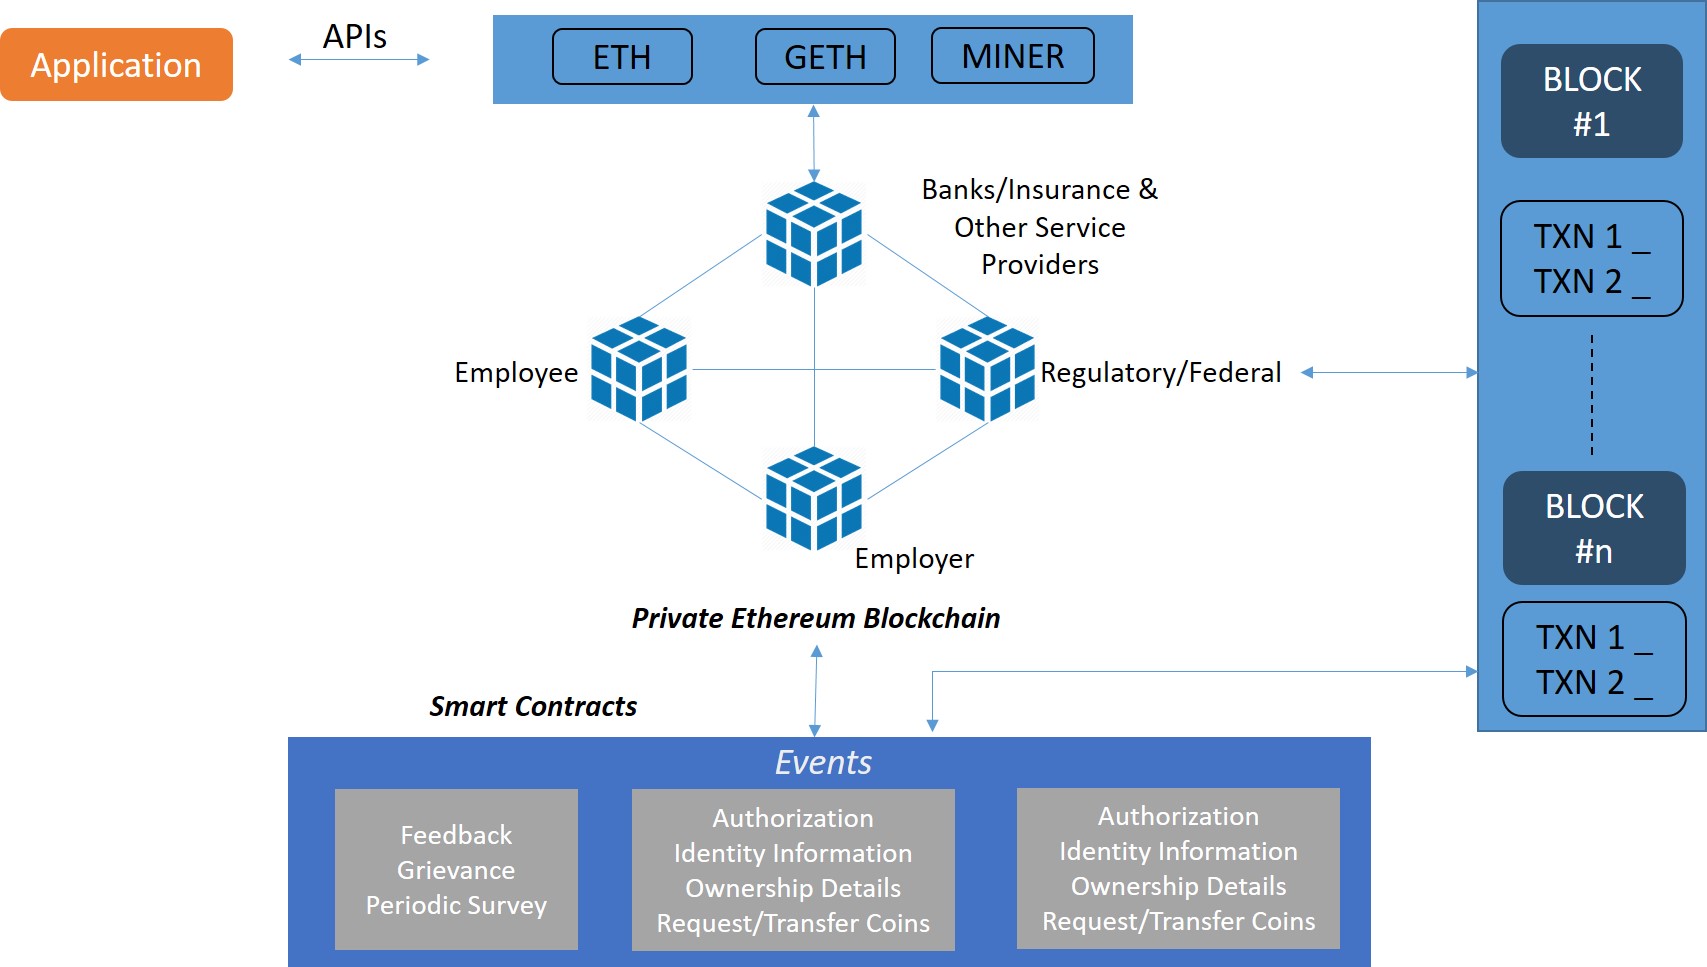 Application
APIs
ETH
GETH
MINER
Banks/Insurance &
Other Service
Providers
Employee
Regulatory/Federal
Employer
Private Ethereum Blockchain
BLOCK
#1
TXN 1 _
TXN 2 _
BLOCK
#n
TXN 1 _
TXN 2 _
Smart Contracts
Events
Feedback
Grievance
Periodic Survey
Authorization
Identity Information
Ownership Details
Request/Transfer Coins
Authorization
Identity Information
Ownership Details
Request/Transfer Coins